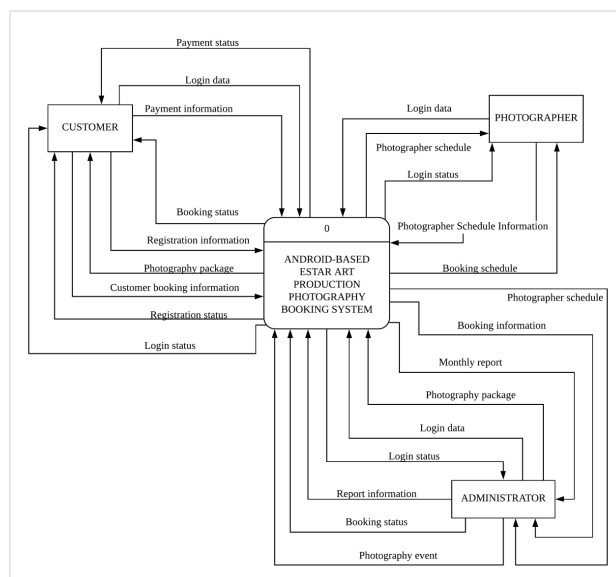 Payment status
Login data
Payment information
CUSTOMER
Login data
PHOTOGRAPHER
Photographer schedule
Login status
Booking status
Photographer Schedule Information
0
Registration information
ANDROID-BASED
ESTAR ART
PRODUCTION
PHOTOGRAPHY
BOOKING SYSTEM
Photography package
Booking schedule
Customer booking information
Photographer schedule
Registration status
Booking information
Login status
Monthly report
Photography package
Login data
Login status
Report information
ADMINISTRATOR
Booking status
Photography event